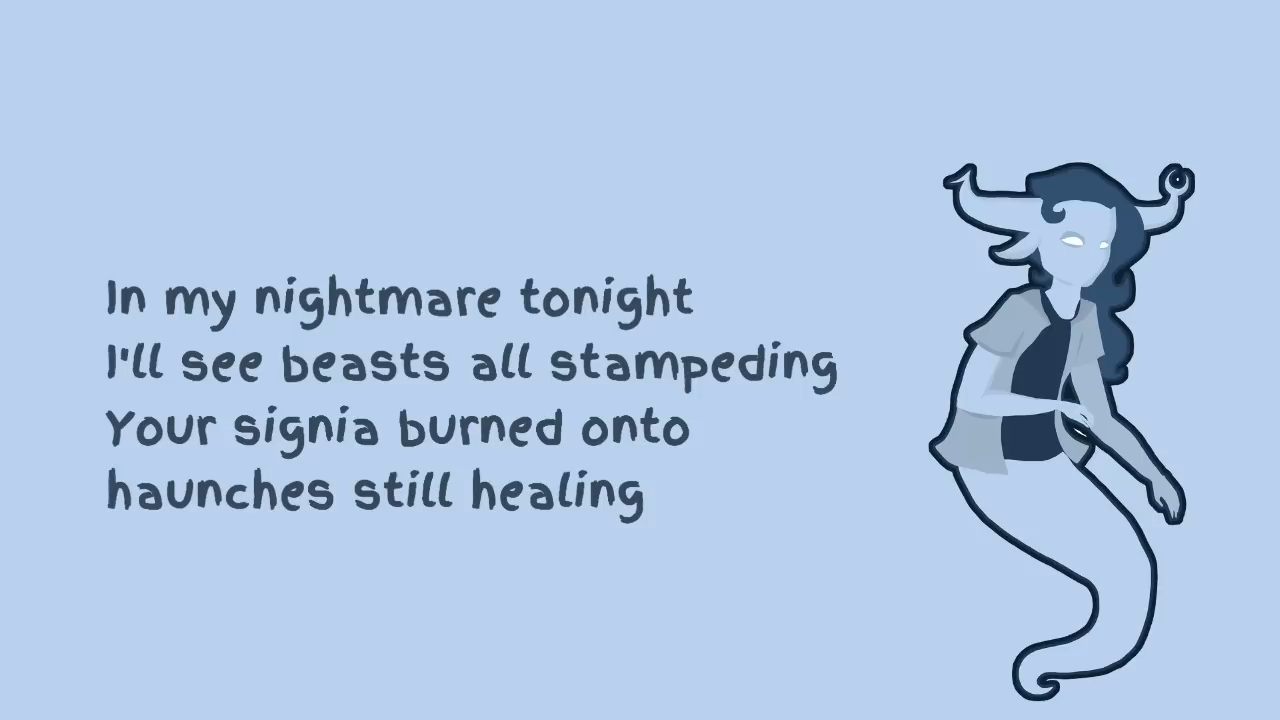 In my nightmare tonight
I'll see beasts all stampeding
Your signia burned onto
haunches still healing